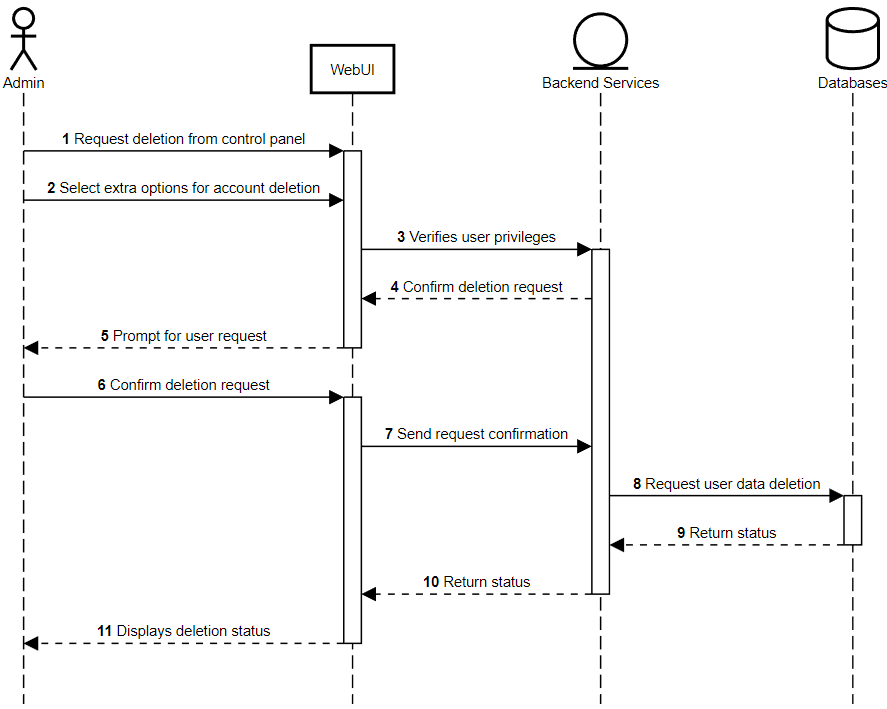 Admin
WebUI
Backend Services
Databases
1 Request deletion from control panel
2 Select extra options for account deletion
3 Verifies user privileges
4 Confirm deletion request
5 Prompt for user request
6 Confirm deletion request
7 Send request confirmation
8 Request user data deletion
9 Return status
10 Return status
11 Displays deletion status